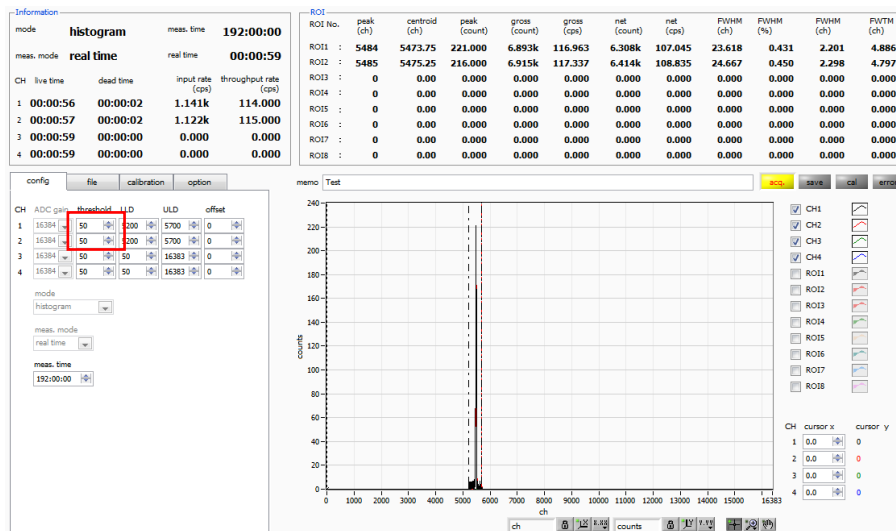 Information
mode histogram meas. time 192:00:00
meas. mode real time real time 00:00:59
CH live time dead time input rate (cps) throughput rate (cps)
1 00:00:56 00:00:02 1.141k 114.000
2 00:00:57 00:00:02 1.122k 115.000
3 00:00:59 00:00:00 0.000 0.000
4 00:00:59 00:00:00 0.000 0.000
ROI
ROI No. peak (ch) centroid (ch) peak (count) gross (count) gross (cps) net (count) net (cps) FWHM (ch) FWHM (%) FWHM (ch) FWTM (ch)
ROI1 : 5484 5473.75 221.000 6.893k 116.963 6.308k 107.045 23.618 0.431 2.201 4.886
ROI2 : 5485 5475.25 216.000 6.915k 117.337 6.414k 108.835 24.667 0.450 2.298 4.797
ROI3 : 0 0.00 0.000 0.000 0.000 0.000 0.000 0.000 0.000 0.000 0.000
ROI4 : 0 0.00 0.000 0.000 0.000 0.000 0.000 0.000 0.000 0.000 0.000
ROI5 : 0 0.00 0.000 0.000 0.000 0.000 0.000 0.000 0.000 0.000 0.000
ROI6 : 0 0.00 0.000 0.000 0.000 0.000 0.000 0.000 0.000 0.000 0.000
ROI7 : 0 0.00 0.000 0.000 0.000 0.000 0.000 0.000 0.000 0.000 0.000
ROI8 : 0 0.00 0.000 0.000 0.000 0.000 0.000 0.000 0.000 0.000 0.000
config file calibration option
CH ADC gain threshold LLD ULD offset
1 16384 50 5200 5700 0
2 16384 50 5200 5700 0
3 16384 50 50 16383 0
4 16384 50 50 16383 0
mode
histogram
meas. mode
real time
meas. time
192:00:00
memo Test
acq. save cal error
240
220
200
180
160
140
120
100
80
60
40
20
0
counts
0 1000 2000 3000 4000 5000 6000 7000 8000 9000 10000 11000 12000 13000 14000 15000 16383
ch
ch counts
CH1
CH2
CH3
CH4
ROI1
ROI2
ROI3
ROI4
ROI5
ROI6
ROI7
ROI8
CH cursor x cursor y
1 0.0 0
2 0.0 0
3 0.0 0
4 0.0 0